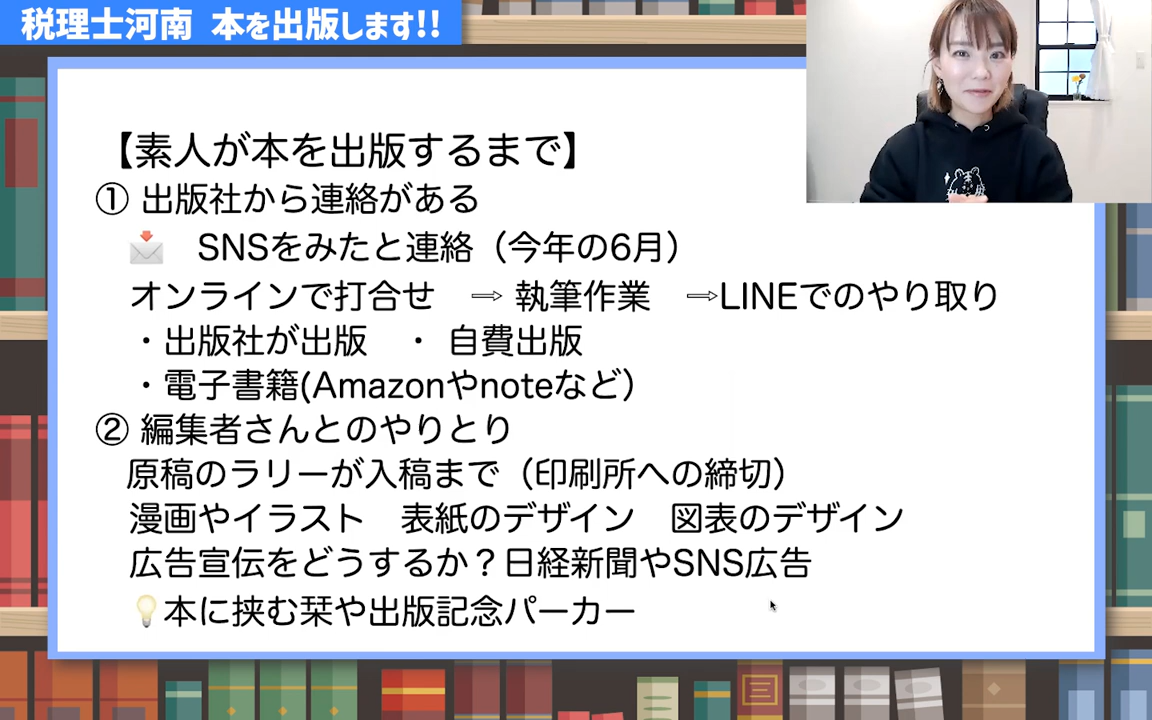 税理士河南 本を出版します!!
【素人が本を出版するまで】
① 出版社から連絡がある
SNSをみたと連絡（今年の6月）
オンラインで打合せ ⇨ 執筆作業 ⇨LINEでのやり取り
・出版社が出版 ・ 自費出版
・電子書籍(Amazonやnoteなど）
② 編集者さんとのやりとり
原稿のラリーが入稿まで（印刷所への締切）
漫画やイラスト 表紙のデザイン 図表のデザイン
広告宣伝をどうするか？日経新聞やSNS広告
本に挟む栞や出版記念パーカー